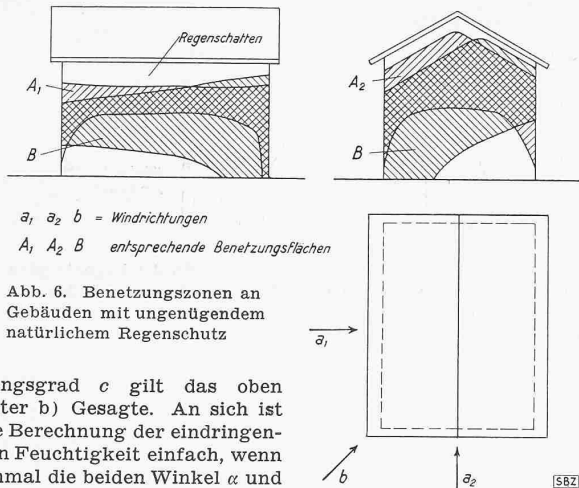 Regenschatten
A₁
B
A₂
B
a₁ a₂ b = Windrichtungen
A₁ A₂ B entsprechende Benetzungsflächen
Abb. 6. Benetzungszonen an
Gebäuden mit ungenügendem
natürlichem Regenschutz
a₁
b
a₂
SBZ
ngsgrad c gilt das oben
ter b) Gesagte. An sich ist
e Berechnung der eindringen-
n Feuchtigkeit einfach, wenn
nmal die beiden Winkel α und